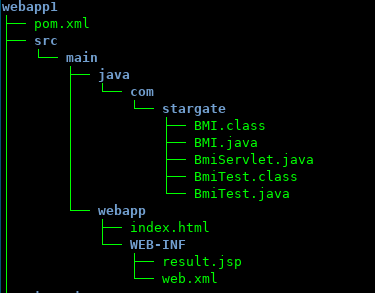 webapp1
├── pom.xml
├── src
│   └── main
│       ├── java
│       │   └── com
│       │       └── stargate
│       │           ├── BMI.class
│       │           ├── BMI.java
│       │           ├── BmiServlet.java
│       │           ├── BmiTest.class
│       │           └── BmiTest.java
│       └── webapp
│           ├── index.html
│           └── WEB-INF
│               ├── result.jsp
│               └── web.xml